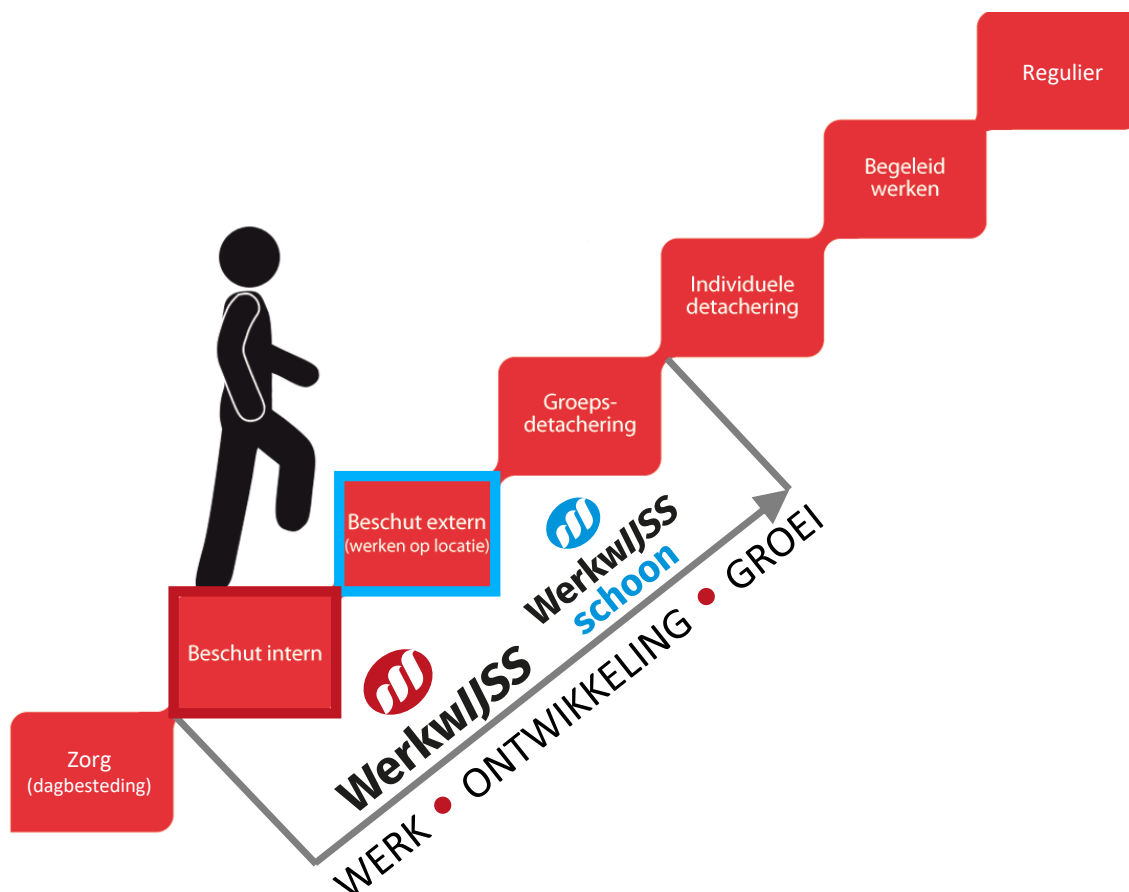 Regulier
Begeleid
werken
Individuele
detachering
Groeps-
detachering
Beschut extern
(werken op locatie)
Beschut intern
Zorg
(dagbesteding)
WerkwIJSS
schoon
WerkwIJSS
WERK • ONTWIKKELING • GROEI